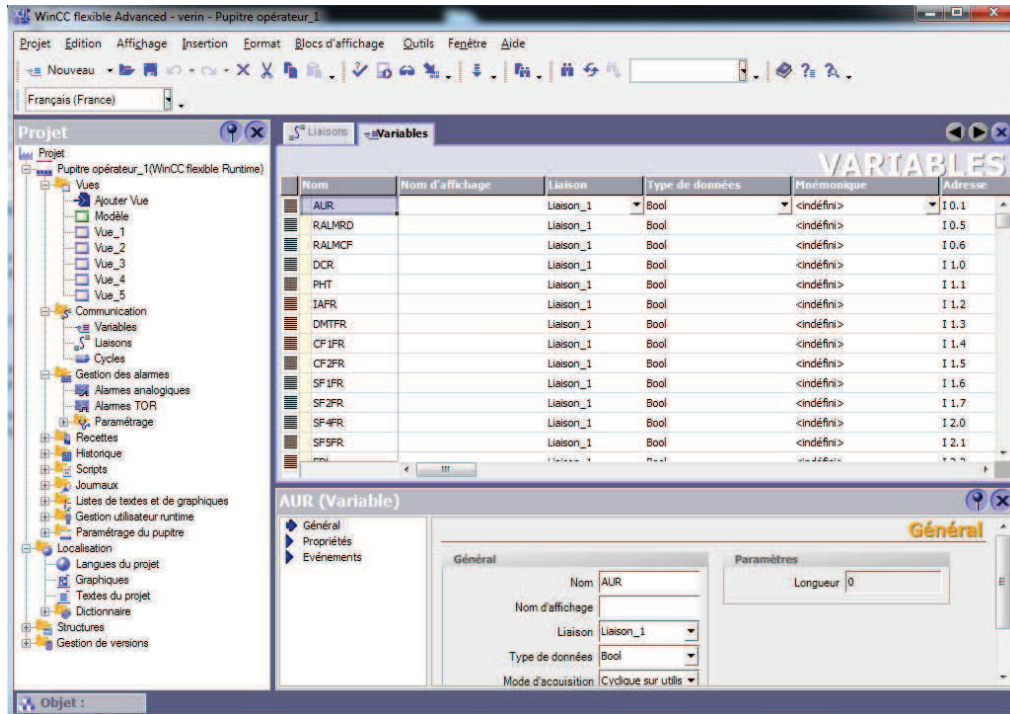 WinCC flexible Advanced - verin - Pupitre opérateur_1
Projet Edition Affichage Insertion Format Blocs d'affichage Outils Fenêtre Aide
Nouveau
Français (France)
Projet
Projet
Pupitre opérateur_1(WinCC flexible Runtime)
Vues
Ajouter Vue
Modèle
Vue_1
Vue_2
Vue_3
Vue_4
Vue_5
Communication
Variables
Liaisons
Cycles
Gestion des alarmes
Alarmes analogiques
Alarmes TOR
Paramétrage
Recettes
Historique
Scripts
Journaux
Listes de textes et de graphiques
Gestion utilisateur runtime
Paramétrage du pupitre
Localisation
Langues du projet
Graphiques
Textes du projet
Dictionnaire
Structures
Gestion de versions
Liaisons Variables
VARIABLES
Nom Nom d'affichage Liaison Type de données Mnémonique Adresse
AUR Liaison_1 Bool <indéfini> I 0.1
RALMRD Liaison_1 Bool <indéfini> I 0.5
RALMCF Liaison_1 Bool <indéfini> I 0.6
DCR Liaison_1 Bool <indéfini> I 1.0
PHT Liaison_1 Bool <indéfini> I 1.1
IAFR Liaison_1 Bool <indéfini> I 1.2
DMTFR Liaison_1 Bool <indéfini> I 1.3
CF1FR Liaison_1 Bool <indéfini> I 1.4
CF2FR Liaison_1 Bool <indéfini> I 1.5
SF1FR Liaison_1 Bool <indéfini> I 1.6
SF2FR Liaison_1 Bool <indéfini> I 1.7
SF4FR Liaison_1 Bool <indéfini> I 2.0
SF5FR Liaison_1 Bool <indéfini> I 2.1
AUR (Variable)
Général
Propriétés
Evénements
Général
Général
Nom AUR
Nom d'affichage
Liaison Liaison_1
Type de données Bool
Mode d'acquisition Cyclique sur utilis
Paramètres
Longueur 0
Objet :